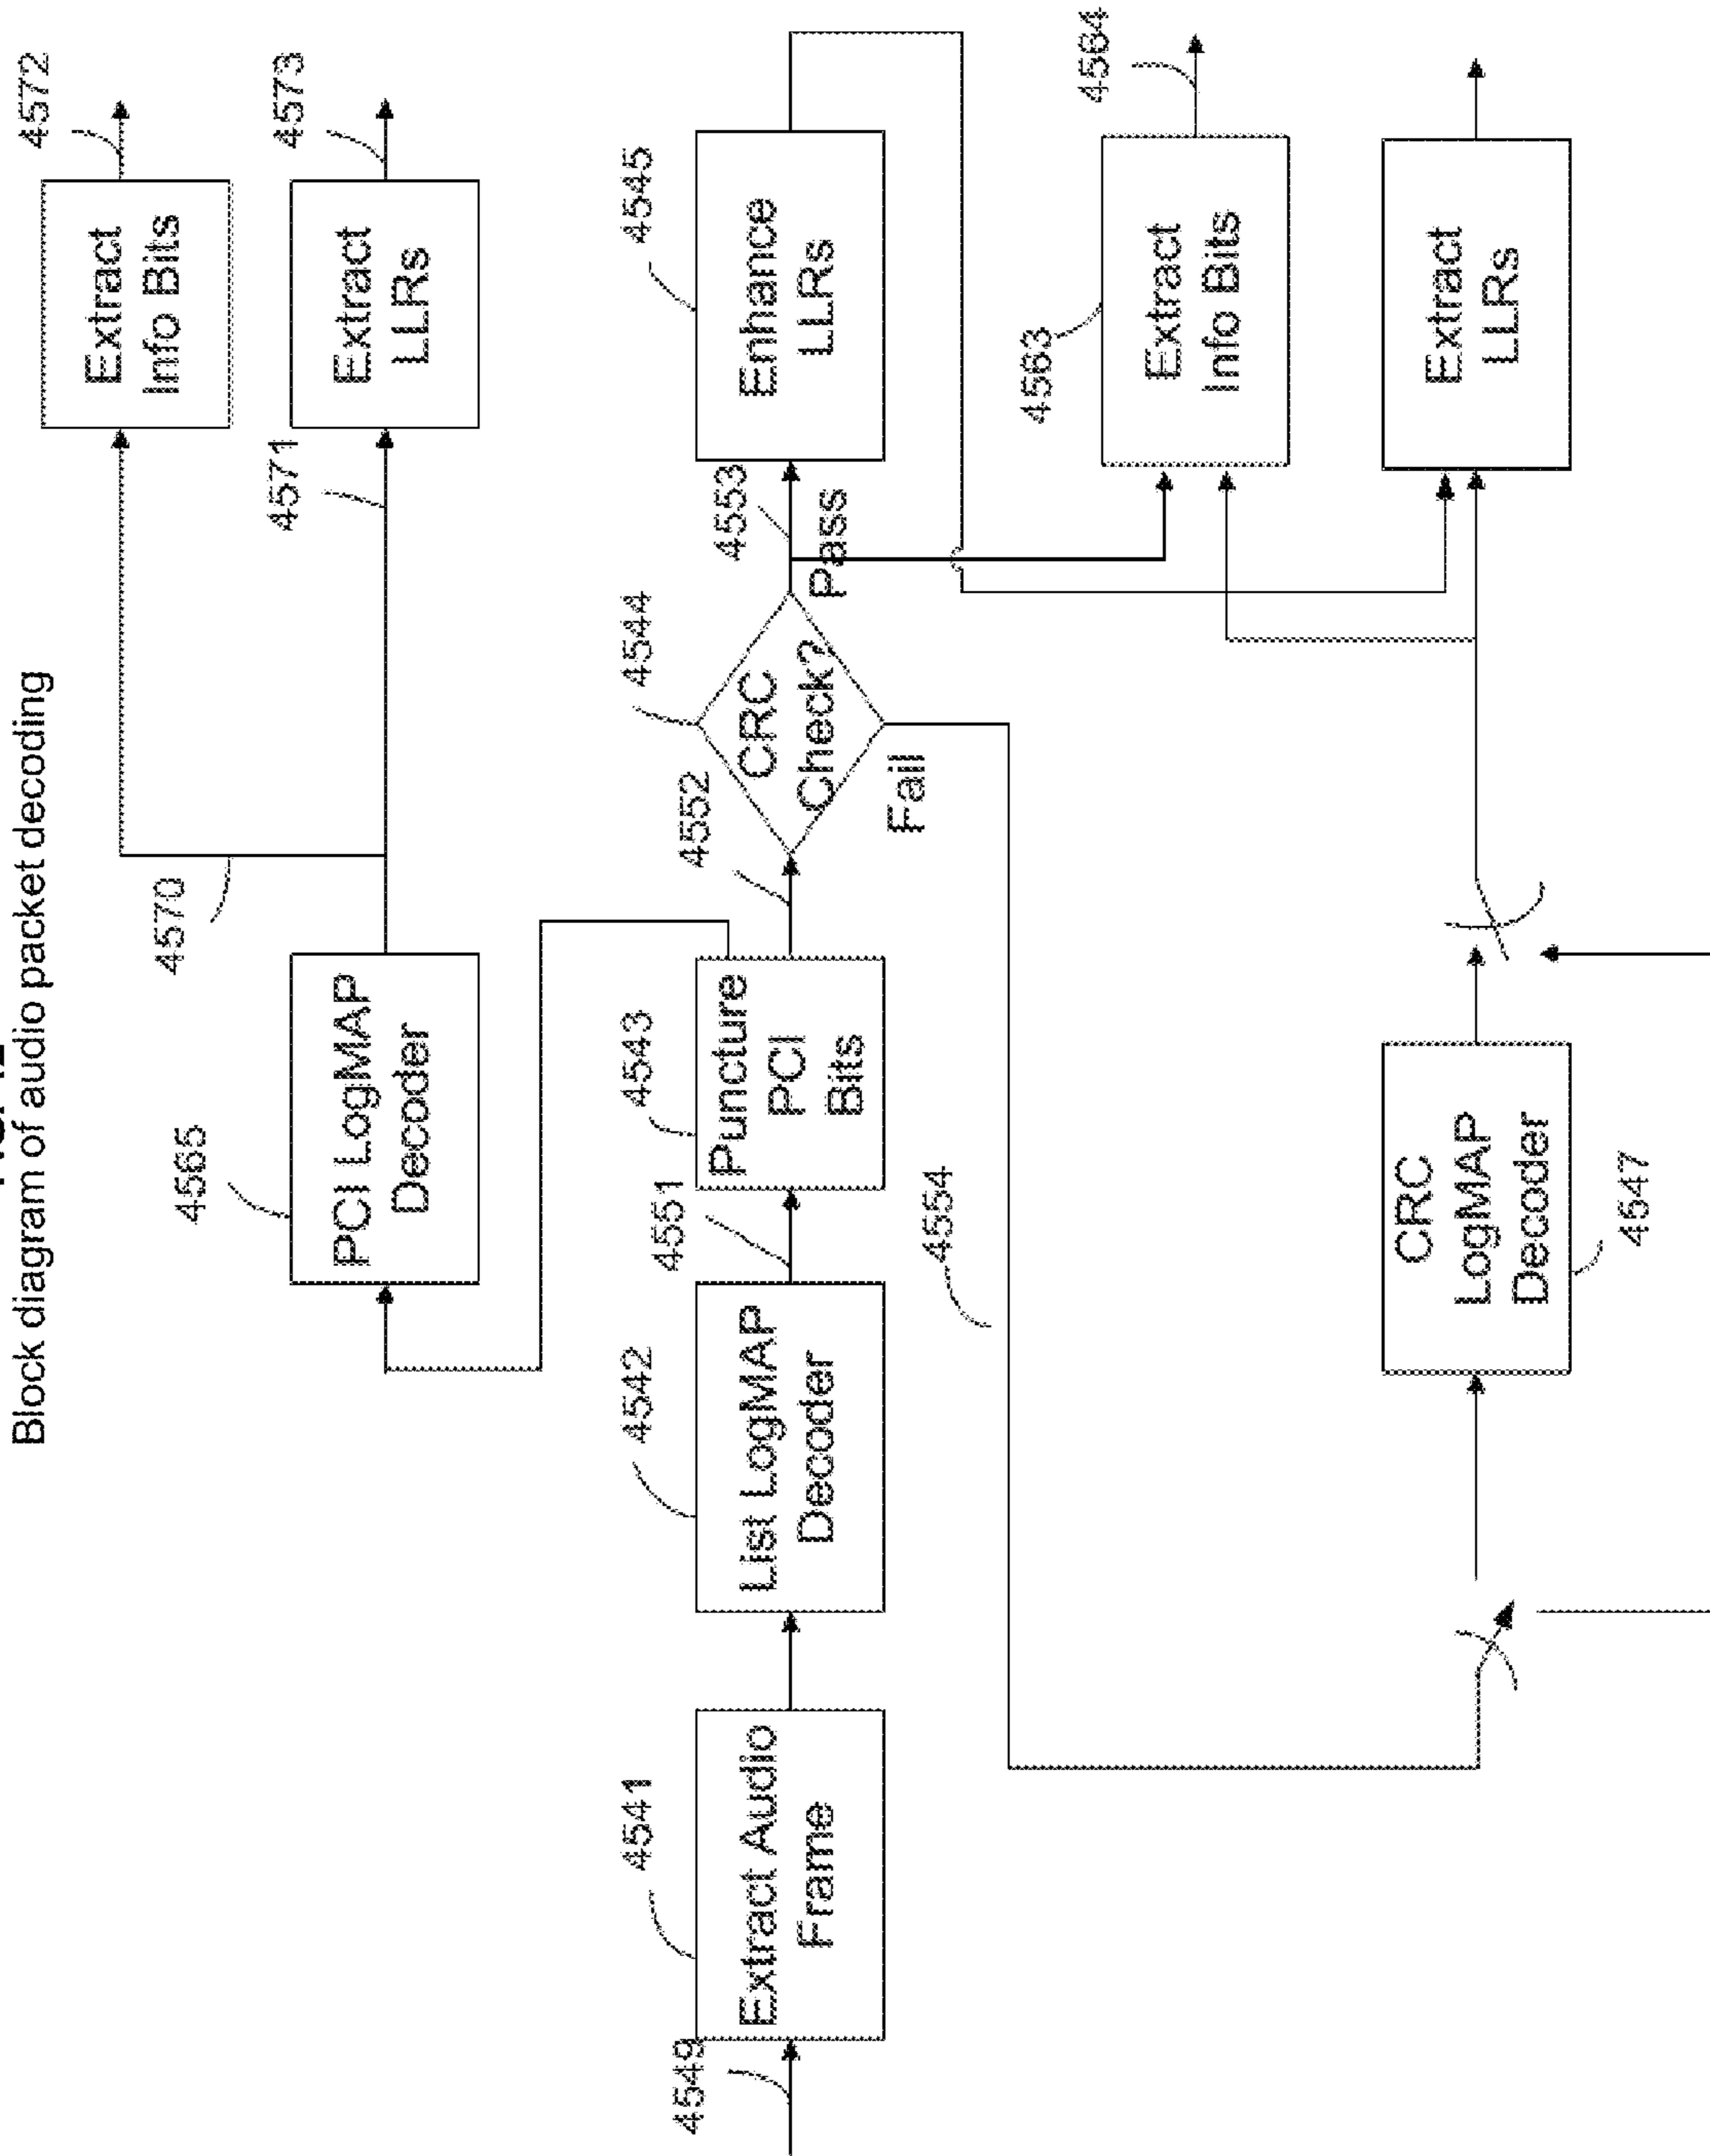 Block diagram of audio packet decoding
4572
Extract
Info Bits
4573
Extract
LLRs
4570
4571
4565
PCI LogMAP
Decoder
4549
4541
Extract Audio
Frame
4542
List LogMAP
Decoder
4551
4543
Puncture
PCI
Bits
4552
4544
CRC
Check?
4553
Pass
Fail
4545
Enhance
LLRs
4554
4563
Extract
Info Bits
4564
CRC
LogMAP
Decoder
4547
Extract
LLRs